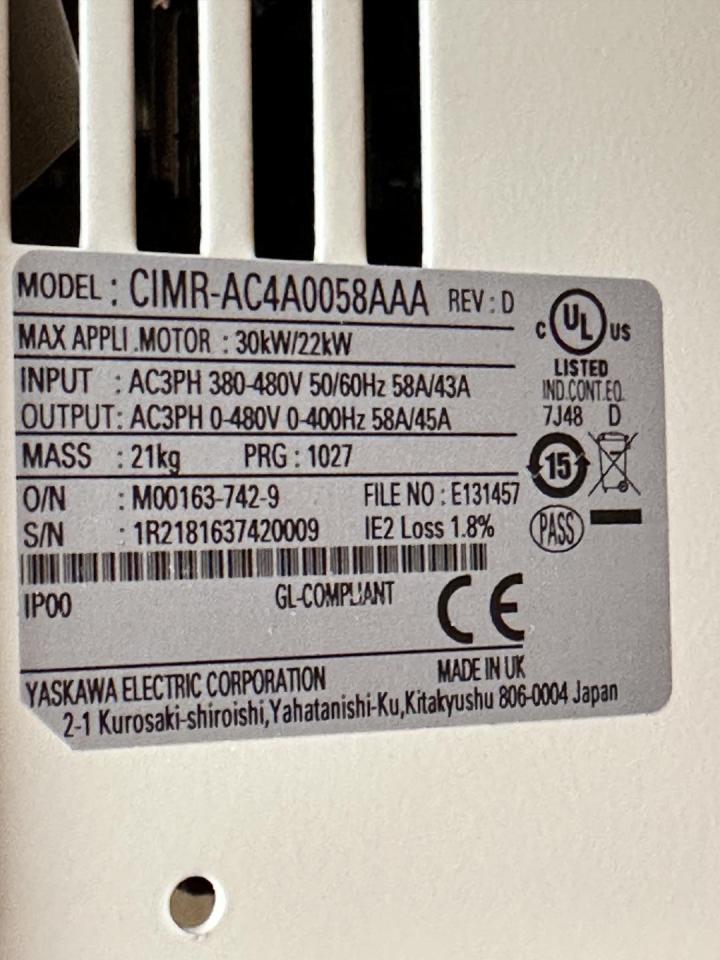 MODEL : CIMR-AC4A0058AAA REV : D
MAX APPLI .MOTOR : 30kW/22kW
INPUT : AC3PH 380-480V 50/60Hz 58A/43A
OUTPUT : AC3PH 0-480V 0-400Hz 58A/45A
MASS : 21kg PRG : 1027
O/N : M00163-742-9 FILE NO : E131457
S/N : 1R2181637420009 IE2 Loss 1.8%
IP00 GL-COMPLIANT CE
YASKAWA ELECTRIC CORPORATION MADE IN UK
2-1 Kurosaki-shiroishi,Yahatanishi-Ku,Kitakyushu 806-0004 Japan
C UL US
LISTED
IND.CONT.EQ.
7J48 D
15
PASS